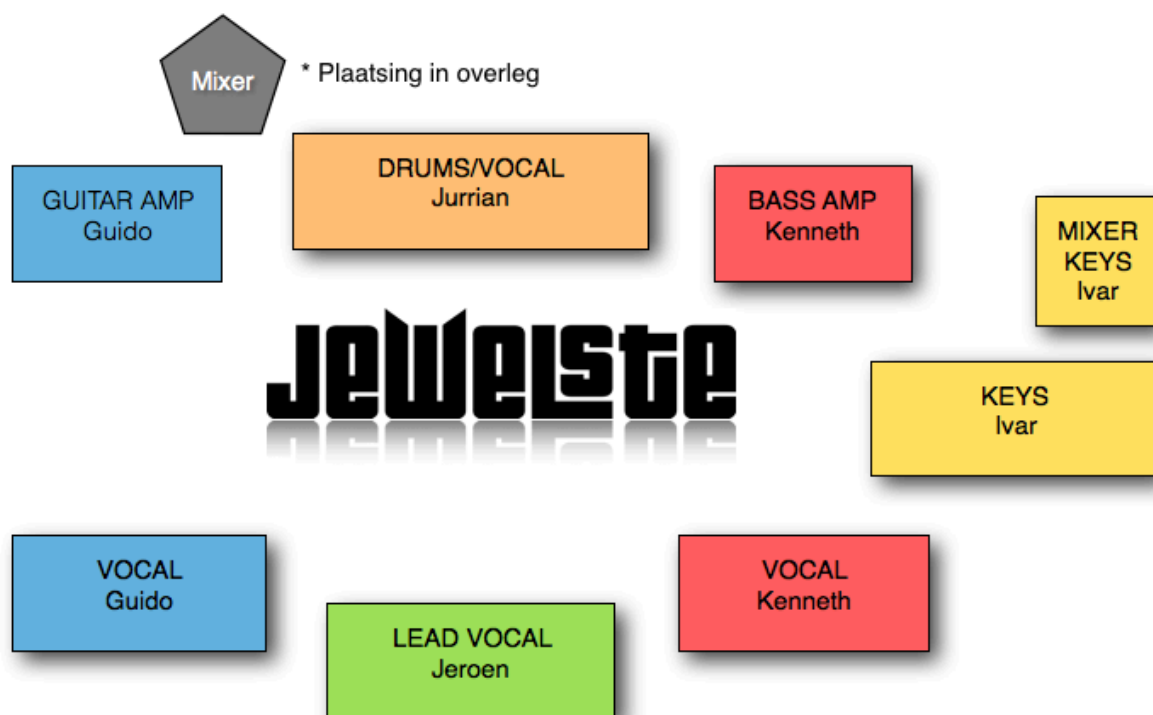 Mixer
* Plaatsing in overleg
GUITAR AMP
Guido
DRUMS/VOCAL
Jurrian
BASS AMP
Kenneth
MIXER
KEYS
Ivar
JEWELSTE
KEYS
Ivar
VOCAL
Guido
VOCAL
Kenneth
LEAD VOCAL
Jeroen